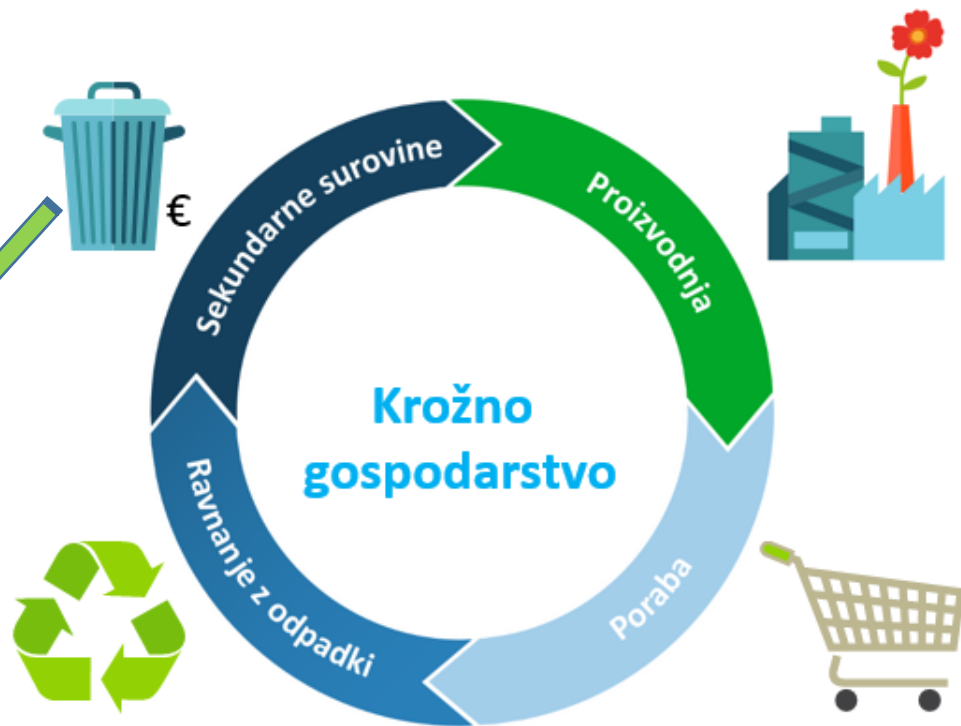 Sekundarne surovine
Proizvodnja
€
Krožno
gospodarstvo
Ravnanje z odpadki
Poraba